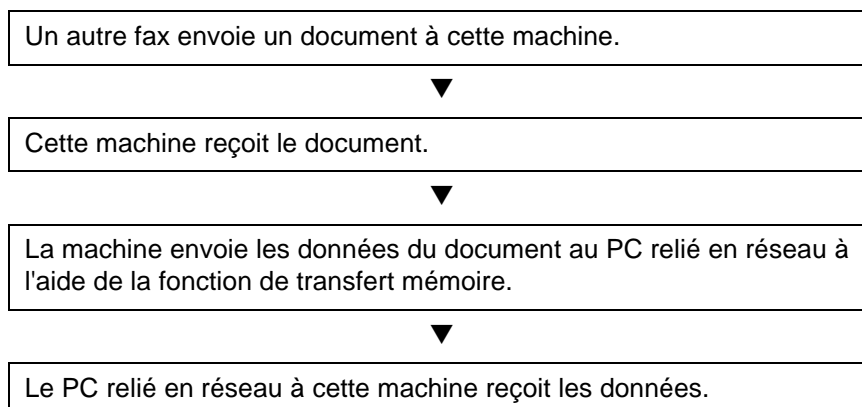 Un autre fax envoie un document à cette machine.
▼
Cette machine reçoit le document.
▼
La machine envoie les données du document au PC relié en réseau à
l'aide de la fonction de transfert mémoire.
▼
Le PC relié en réseau à cette machine reçoit les données.